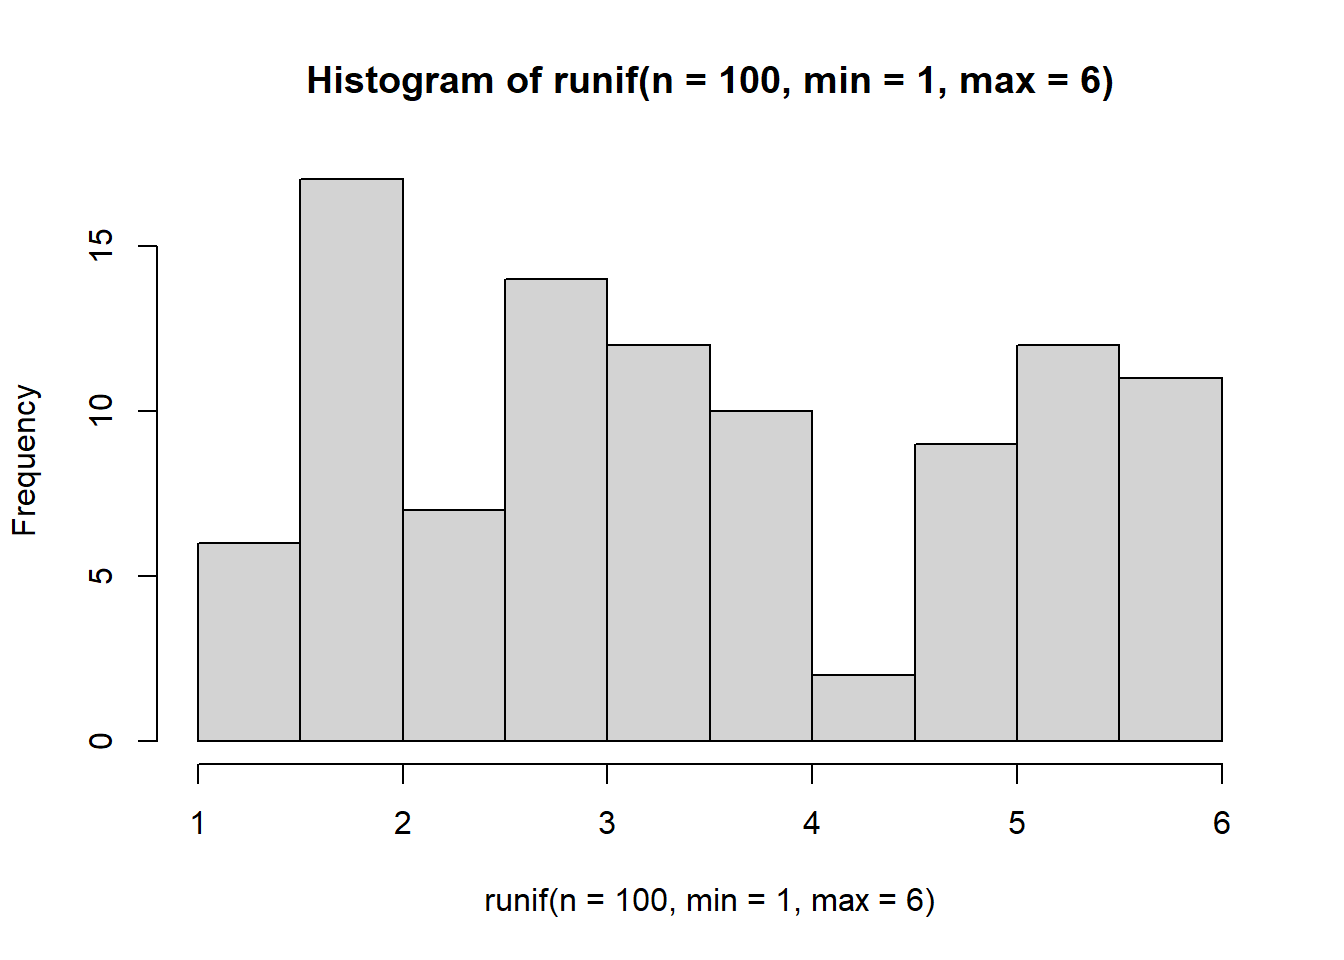 Histogram of runif(n = 100, min = 1, max = 6)
Frequency
15
10
5
0
1 2 3 4 5 6
runif(n = 100, min = 1, max = 6)